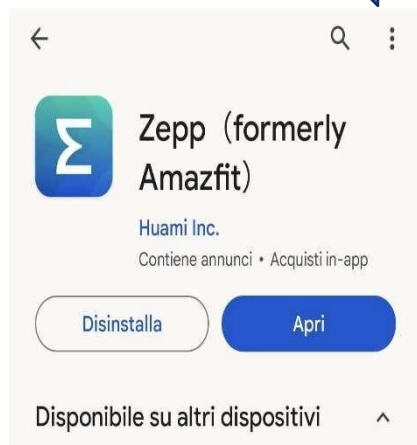 Zepp（formerly
Amazfit）
Huami Inc.
Contiene annunci • Acquisti in-app
Disinstalla
Apri
Disponibile su altri dispositivi